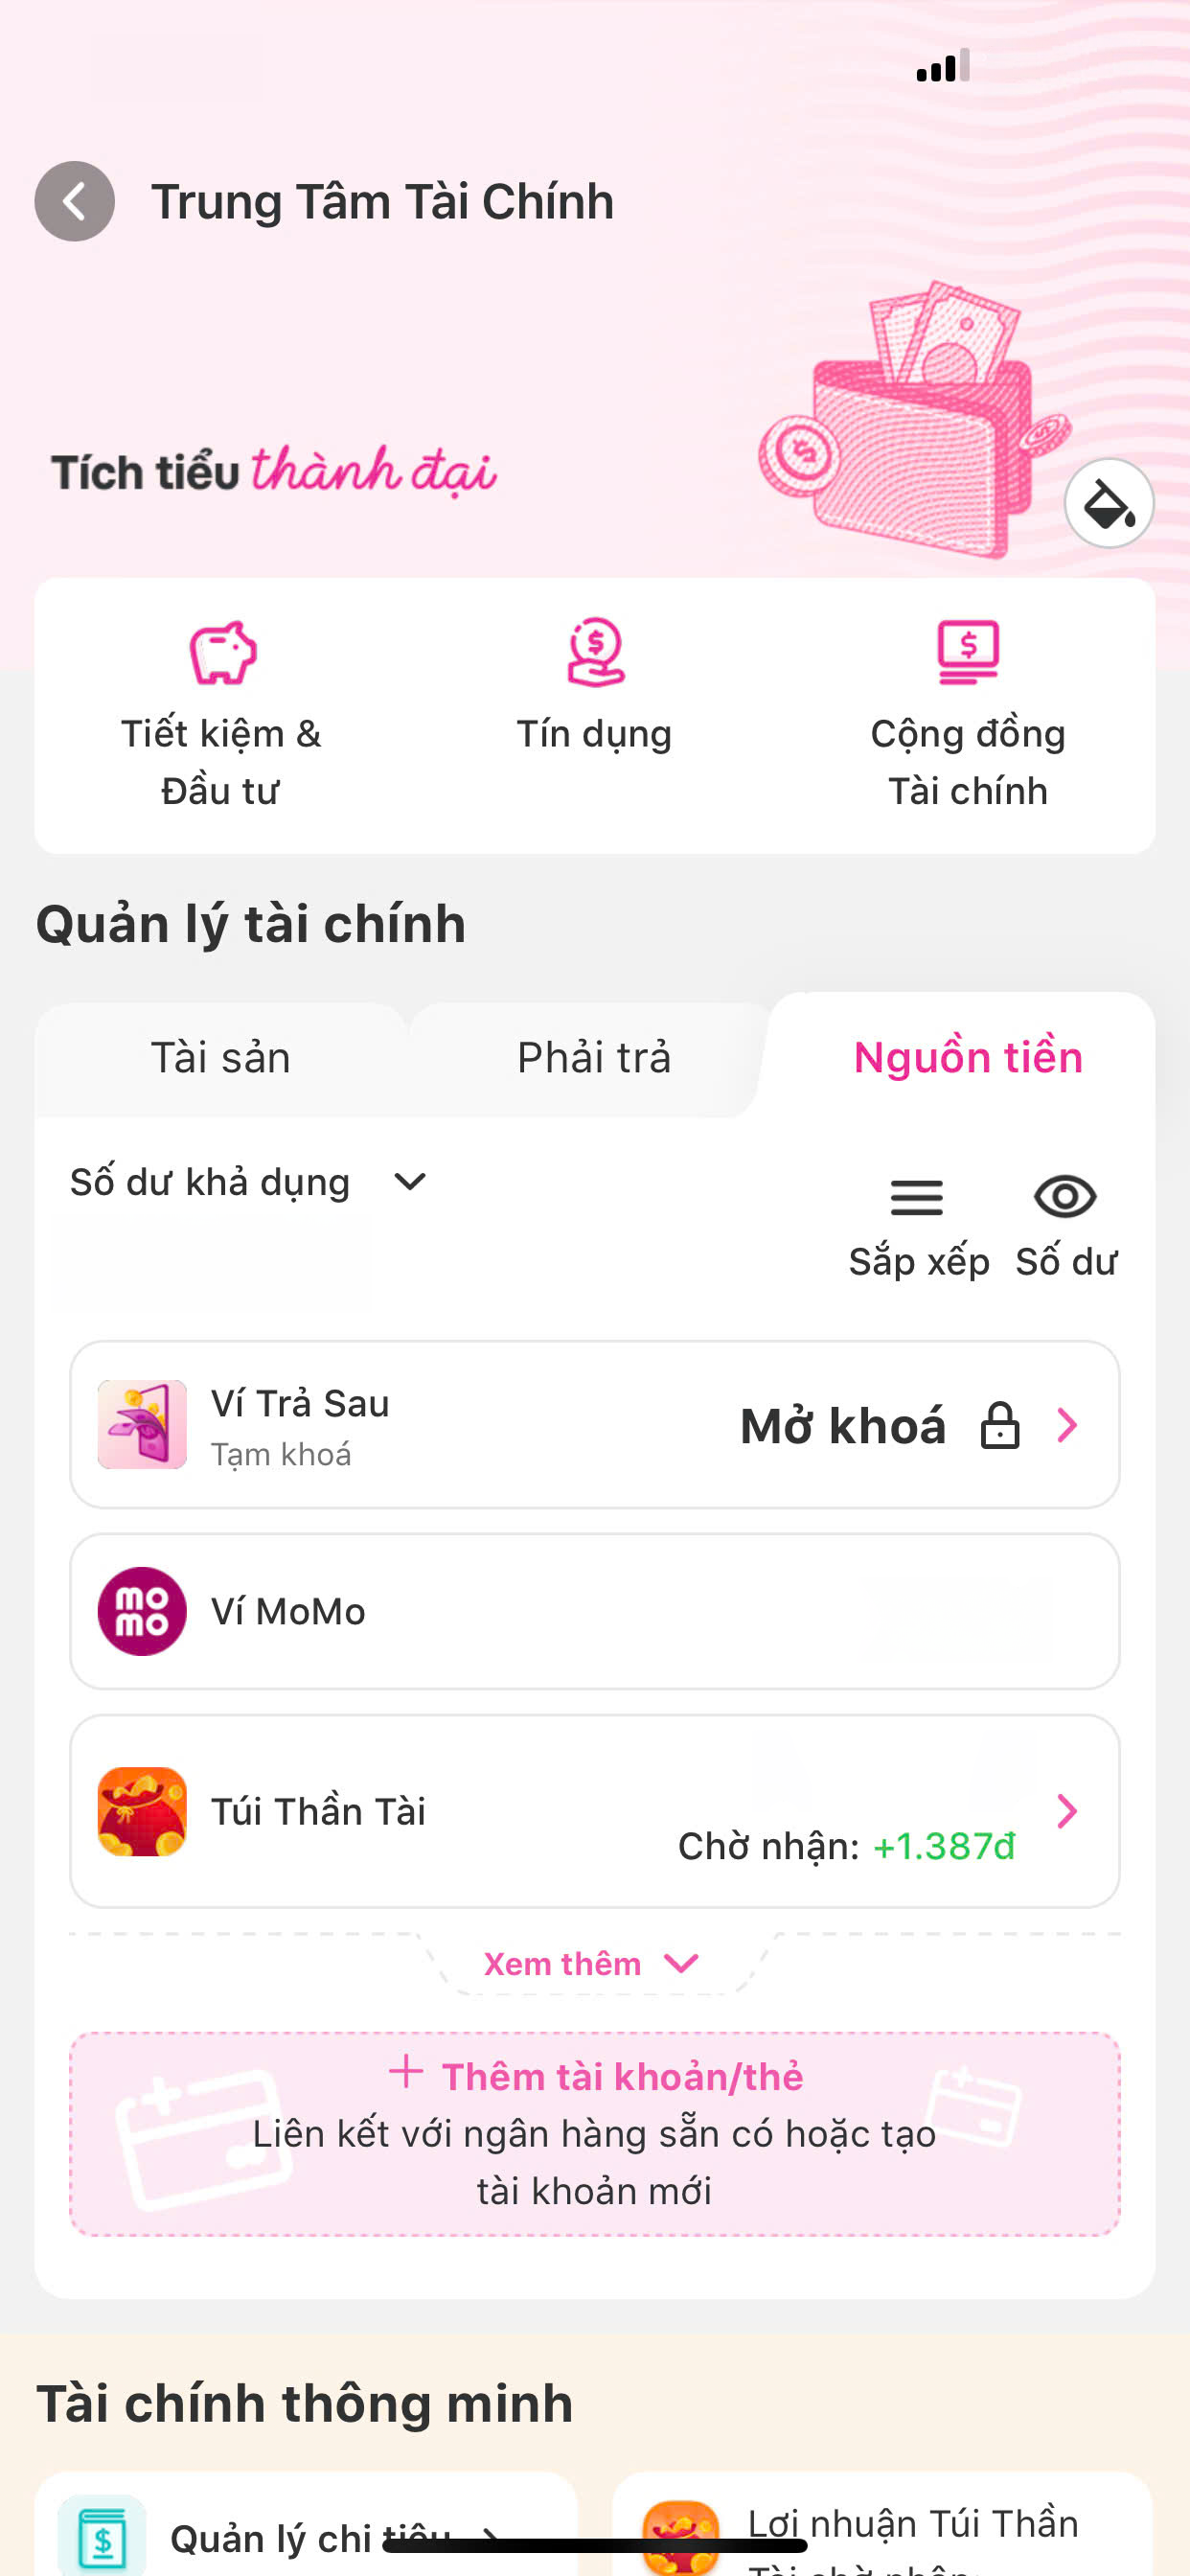 Trung Tâm Tài Chính
Tích tiểu thành đại
Tiết kiệm &
Đầu tư
Tín dụng
Cộng đồng
Tài chính
Quản lý tài chính
Tài sản
Phải trả
Nguồn tiền
Số dư khả dụng
Sắp xếp
Số dư
Ví Trả Sau
Tạm khoá
Mở khoá
mo
mo
Ví MoMo
Túi Thần Tài
Chờ nhận: +1.387đ
Xem thêm
+ Thêm tài khoản/thẻ
Liên kết với ngân hàng sẵn có hoặc tạo
tài khoản mới
Tài chính thông minh
Quản lý chi tiêu
Lợi nhuận Túi Thần